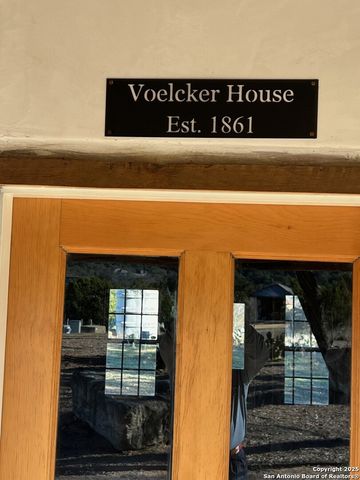 Voelcker House
Est. 1861
Copyright 2025
San Antonio Board of Realtors®